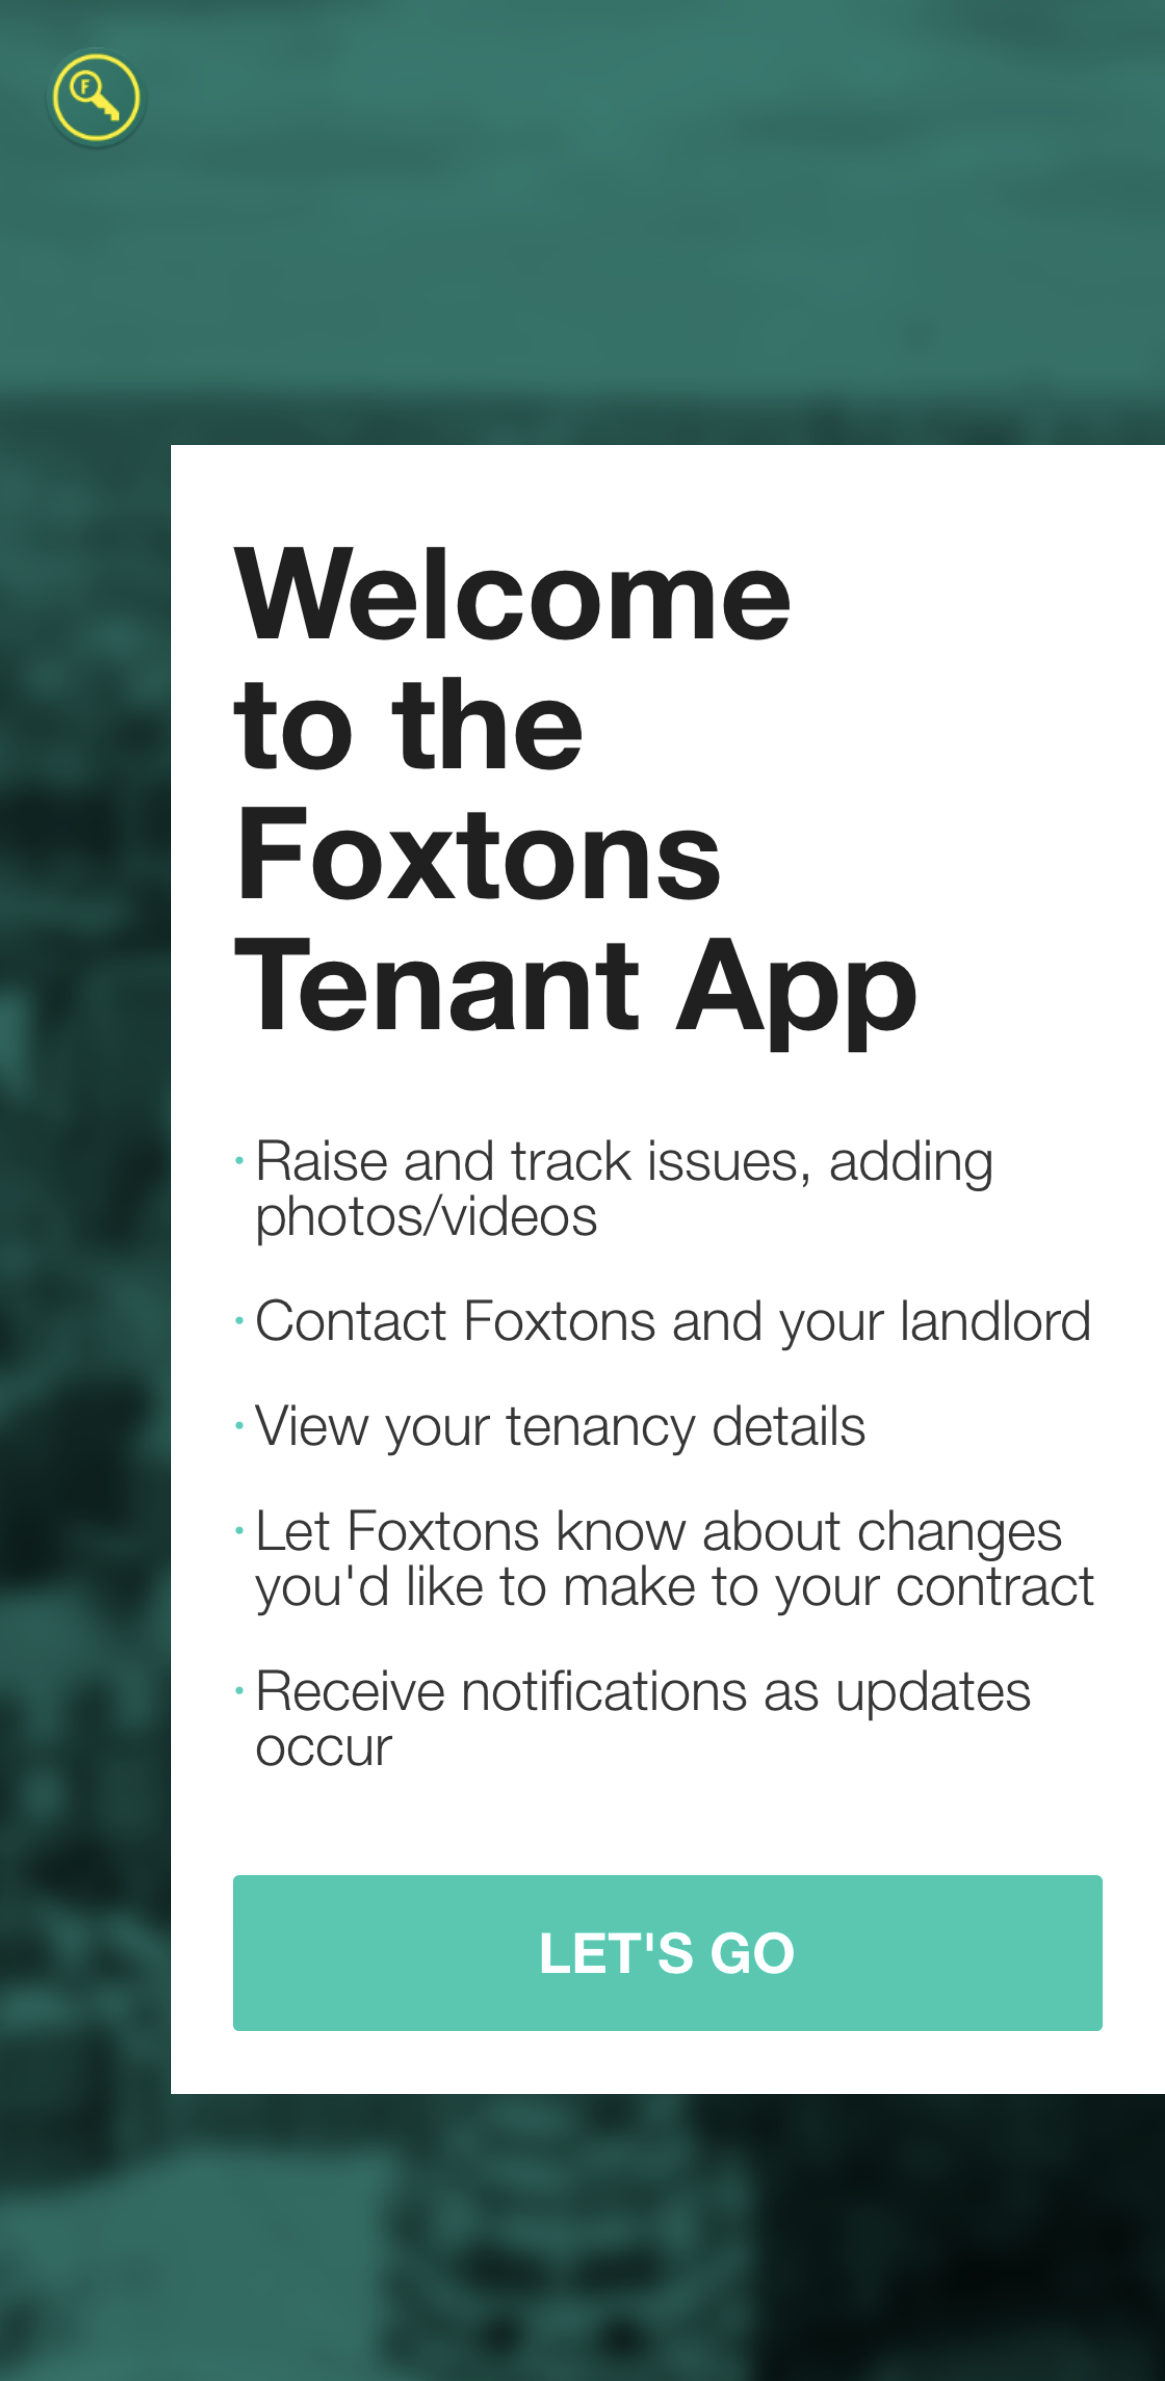 F
Welcome
to the
Foxtons
Tenant App
· Raise and track issues, adding
photos/videos
· Contact Foxtons and your landlord
· View your tenancy details
· Let Foxtons know about changes
you'd like to make to your contract
· Receive notifications as updates
occur
LET'S GO